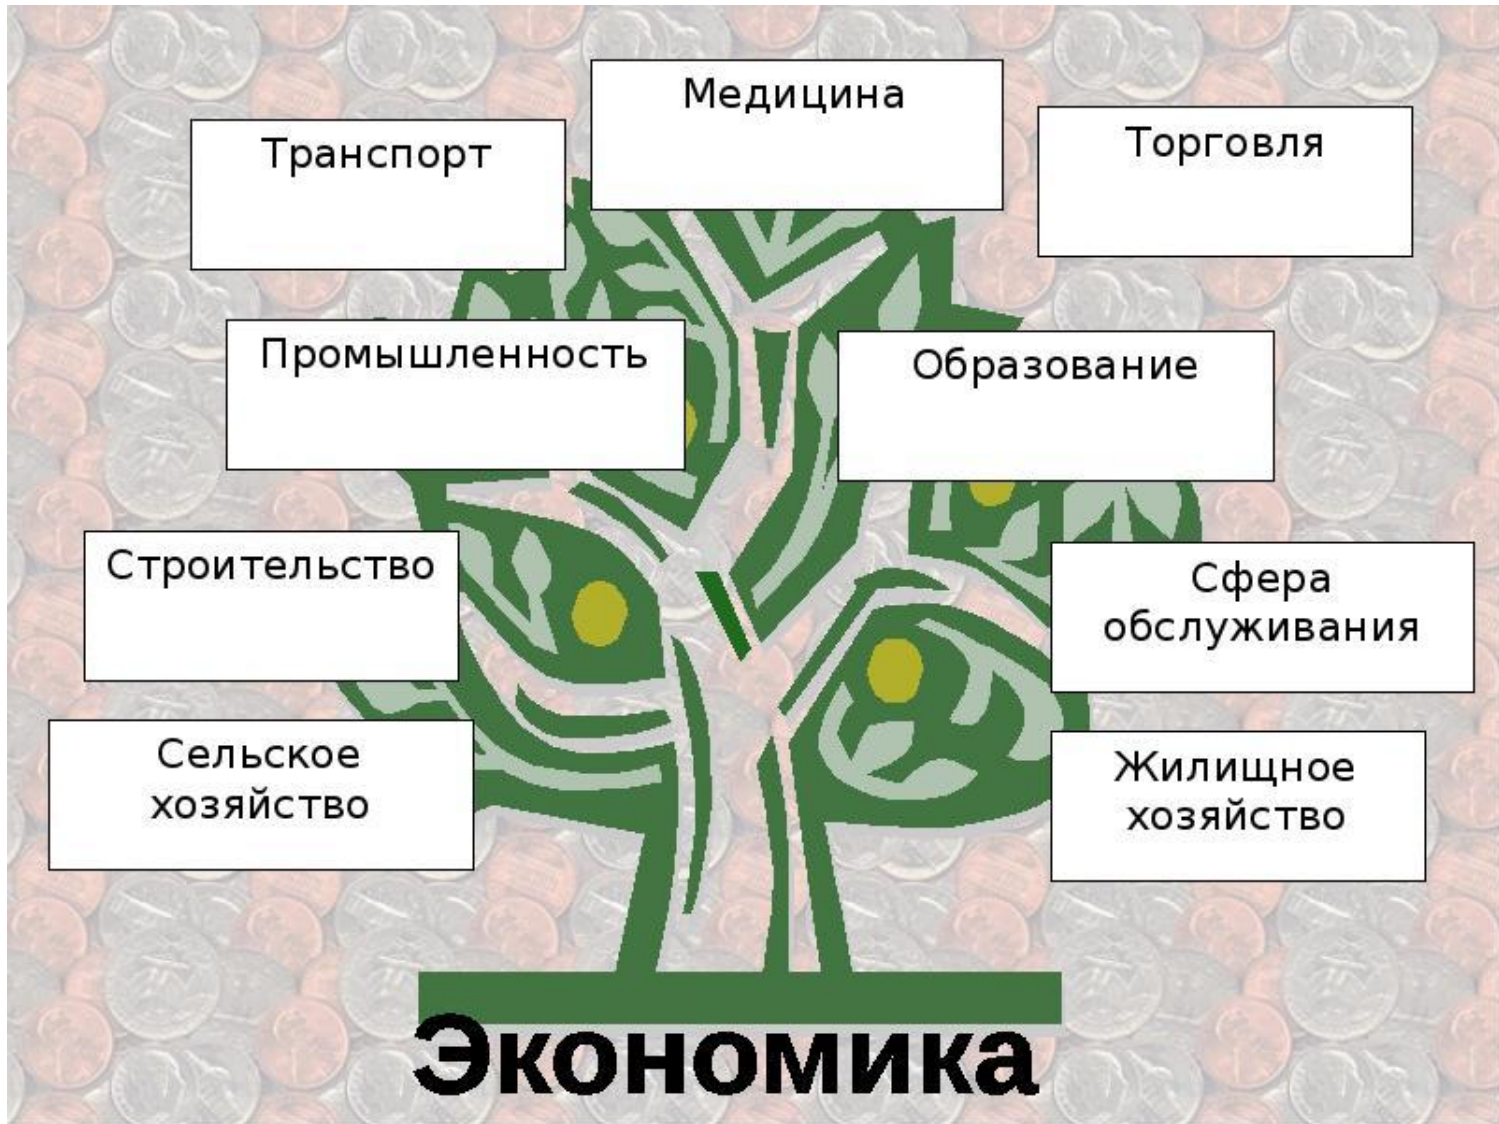 Медицина
Транспорт
Торговля
Промышленность
Образование
Строительство
Сфера
обслуживания
Сельское
хозяйство
Жилищное
хозяйство
Экономика